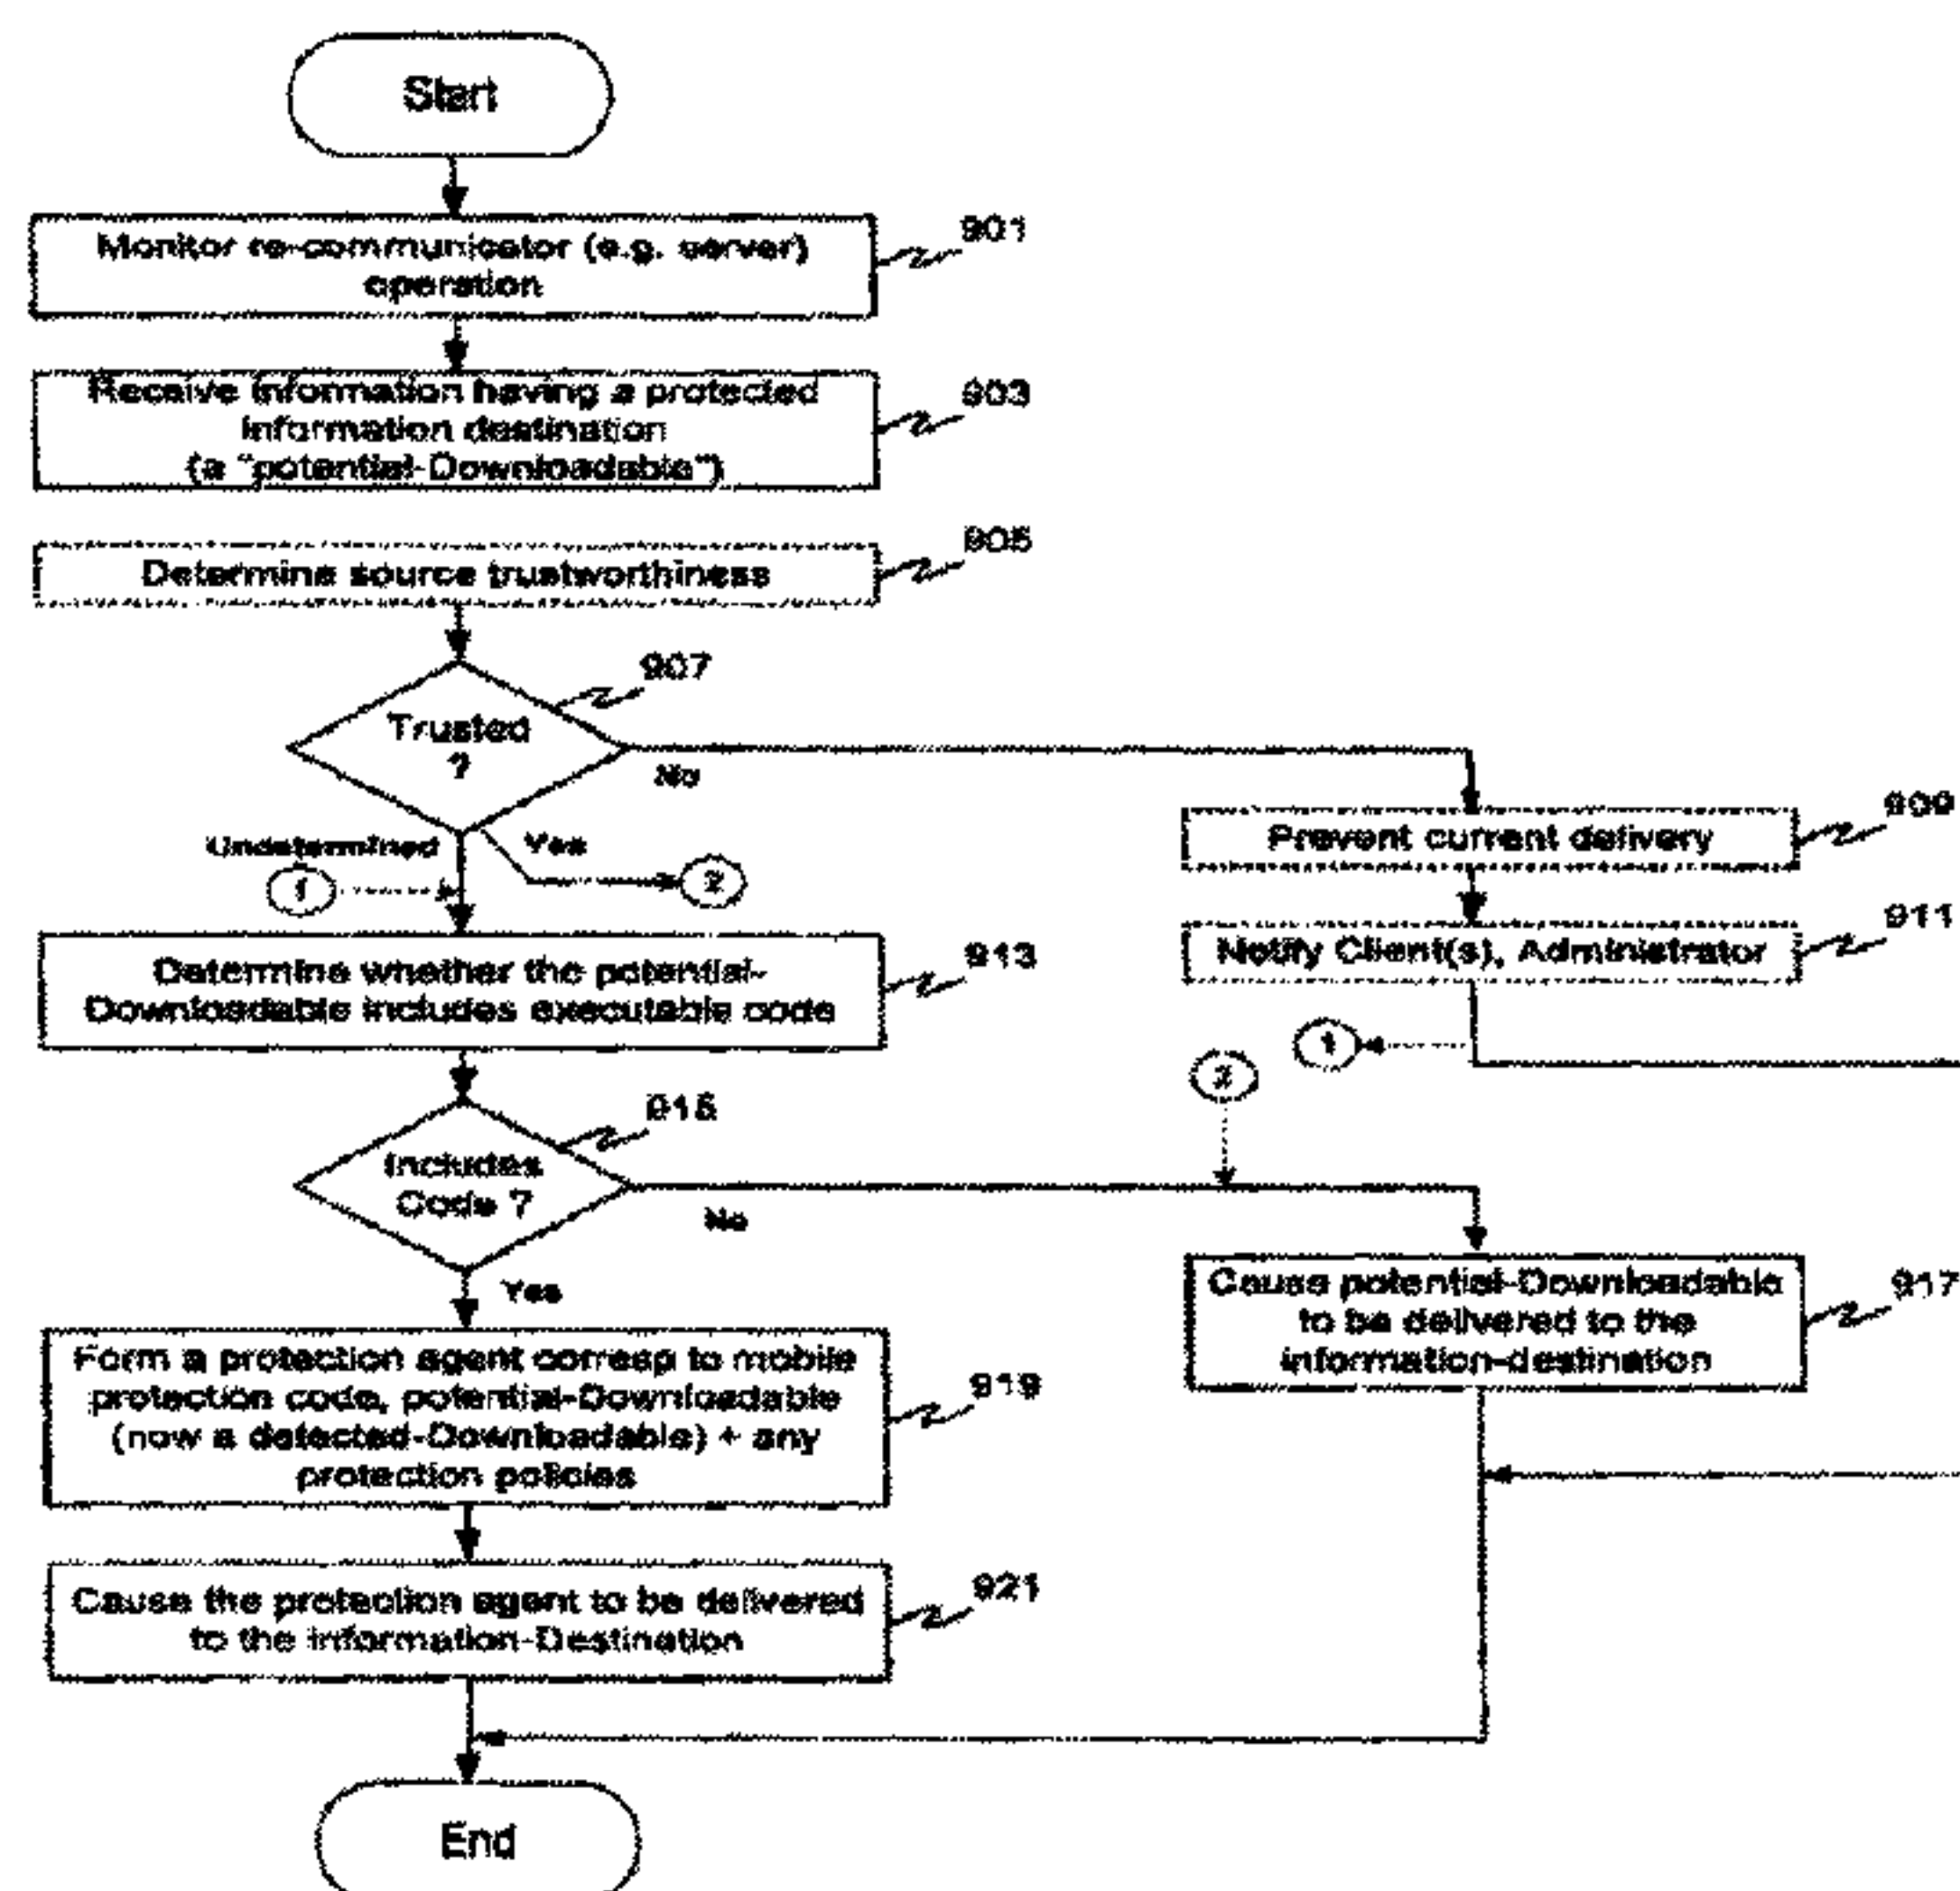 Start
Monitor re-communicator (e.g. server)
operation
901
Receive information having a protected
information destination
(a "potential-Downloadable")
903
Determine source trustworthiness
905
Trusted
?
907
No
Undetermined
Yes
1
2
Prevent current delivery
909
Notify Client(s), Administrator
911
1
Determine whether the potential-
Downloadable includes executable code
913
2
Includes
Code ?
915
No
Yes
Cause potential-Downloadable
to be delivered to the
information-destination
917
Form a protection agent corresp to mobile
protection code, potential-Downloadable
(now a detected-Downloadable) + any
protection policies
919
Cause the protection agent to be delivered
to the Information-Destination
921
End